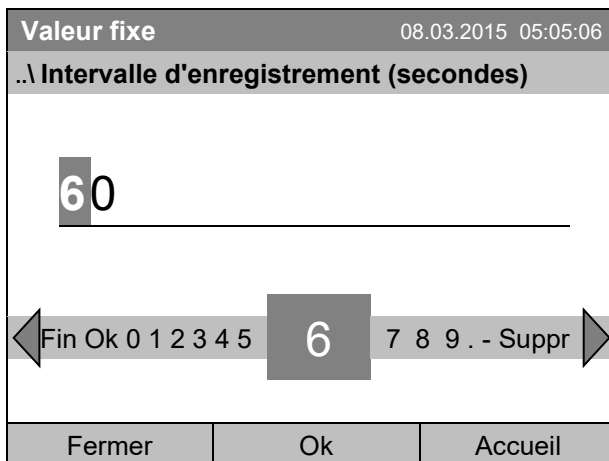 Valeur fixe 08.03.2015 05:05:06
..\ Intervalle d'enregistrement (secondes)
60
Fin Ok 0 1 2 3 4 5 6 7 8 9 . - Suppr
Fermer Ok Accueil